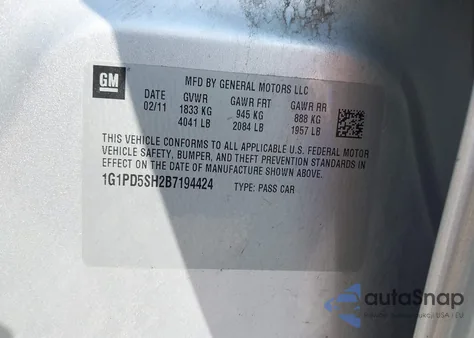 GM
MFD BY GENERAL MOTORS LLC
DATE GVWR GAWR FRT GAWR RR
02/11 1833 KG 945 KG 888 KG
4041 LB 2084 LB 1957 LB
THIS VEHICLE CONFORMS TO ALL APPLICABLE U.S. FEDERAL MOTOR
VEHICLE SAFETY, BUMPER, AND THEFT PREVENTION STANDARDS IN
EFFECT ON THE DATE OF MANUFACTURE SHOWN ABOVE.
1G1PD5SH2B7194424 TYPE: PASS CAR
autoSnap
USA i